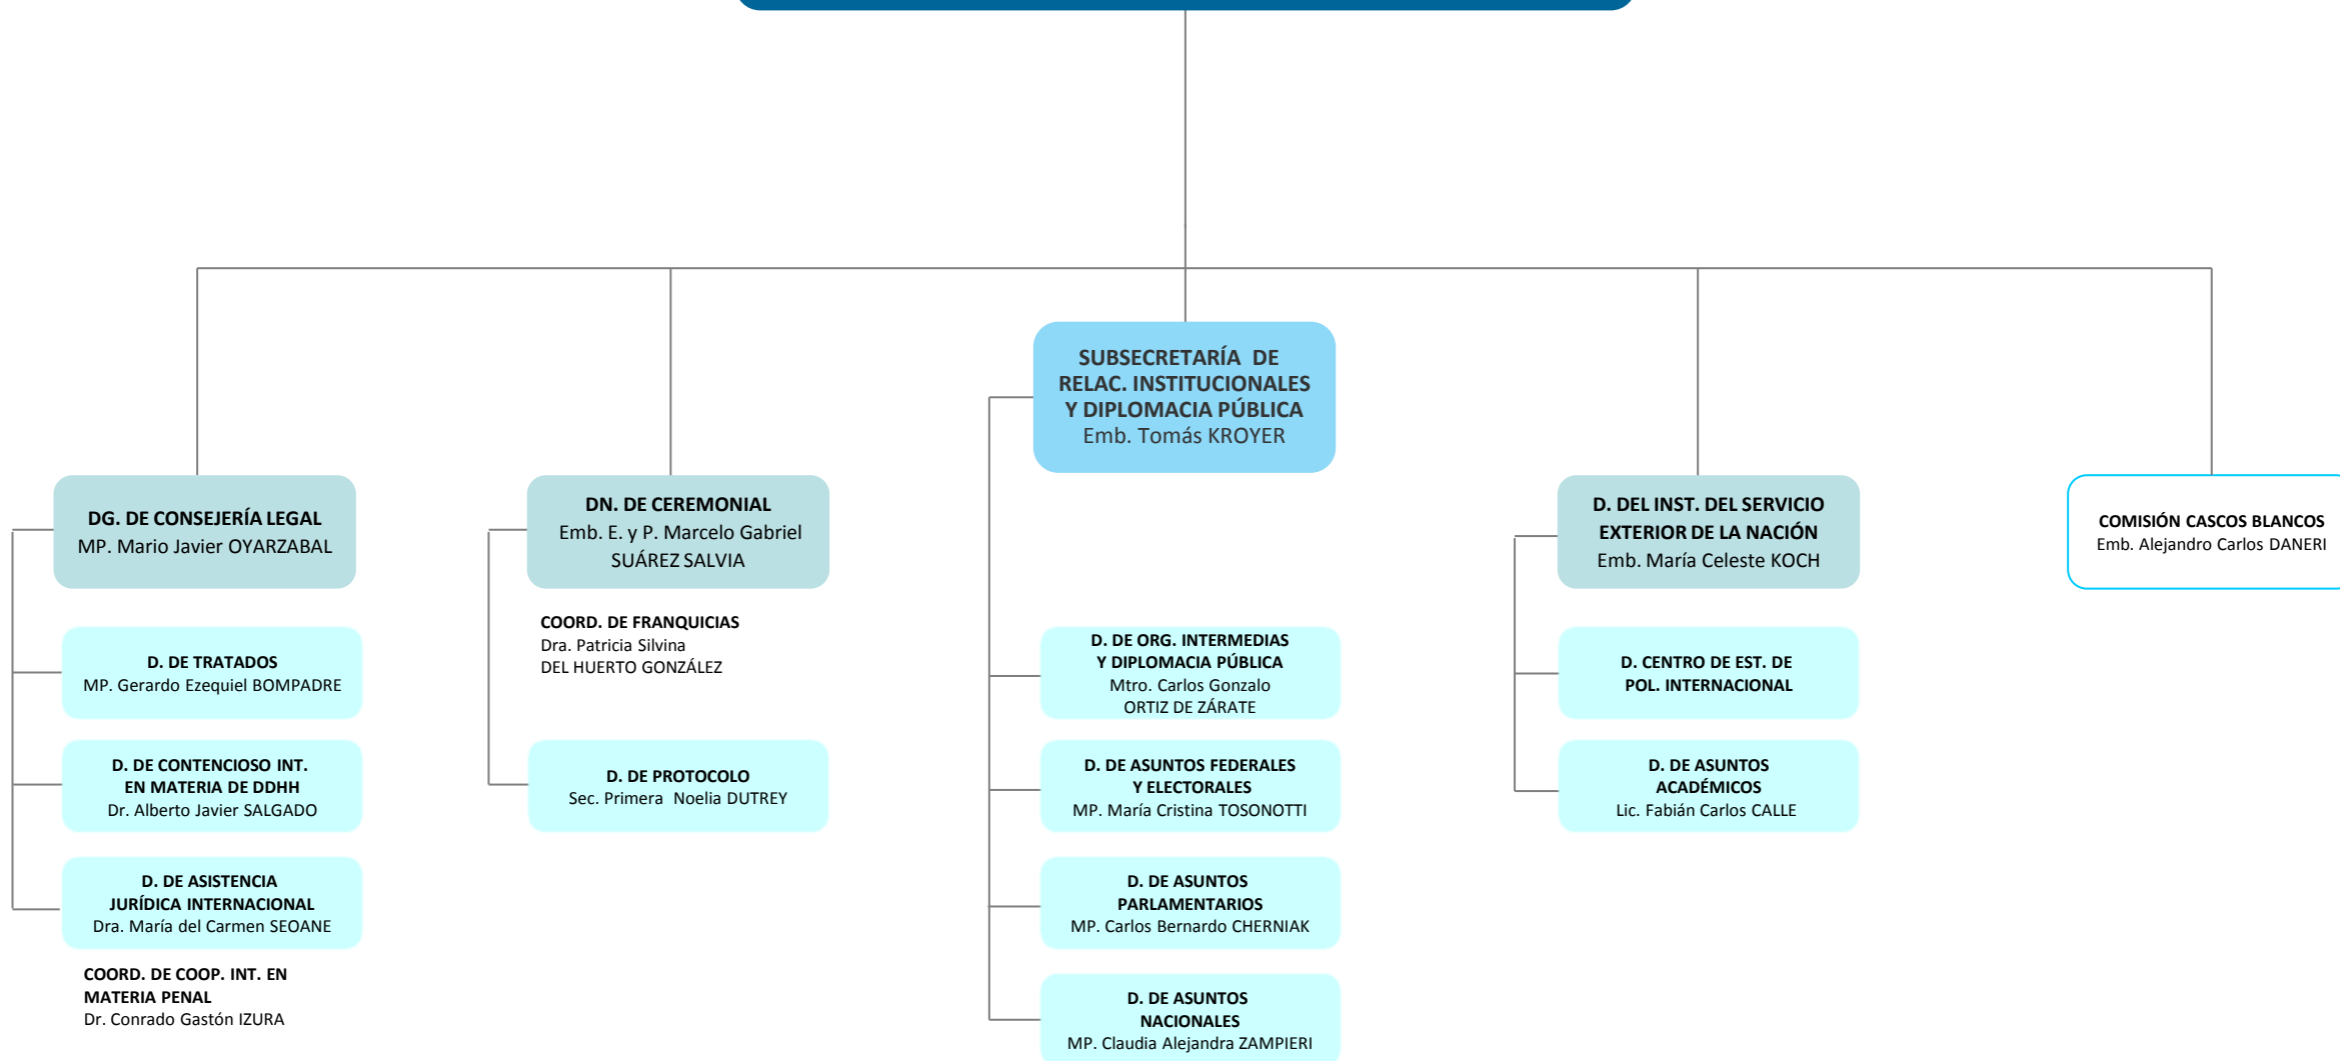 SUBSECRETARÍA DE
RELAC. INSTITUCIONALES
Y DIPLOMACIA PÚBLICA
Emb. Tomás KROYER
DG. DE CONSEJERÍA LEGAL
MP. Mario Javier OYARZABAL
D. DE TRATADOS
MP. Gerardo Ezequiel BOMPADRE
D. DE CONTENCIOSO INT.
EN MATERIA DE DDHH
Dr. Alberto Javier SALGADO
D. DE ASISTENCIA
JURÍDICA INTERNACIONAL
Dra. María del Carmen SEOANE
COORD. DE COOP. INT. EN
MATERIA PENAL
Dr. Conrado Gastón IZURA
DN. DE CEREMONIAL
Emb. E. y P. Marcelo Gabriel
SUÁREZ SALVIA
COORD. DE FRANQUICIAS
Dra. Patricia Silvina
DEL HUERTO GONZÁLEZ
D. DE PROTOCOLO
Sec. Primera Noelia DUTREY
D. DE ORG. INTERMEDIAS
Y DIPLOMACIA PÚBLICA
Mtro. Carlos Gonzalo
ORTIZ DE ZÁRATE
D. DE ASUNTOS FEDERALES
Y ELECTORALES
MP. María Cristina TOSONOTTI
D. DE ASUNTOS
PARLAMENTARIOS
MP. Carlos Bernardo CHERNIAK
D. DE ASUNTOS
NACIONALES
MP. Claudia Alejandra ZAMPIERI
D. DEL INST. DEL SERVICIO
EXTERIOR DE LA NACIÓN
Emb. María Celeste KOCH
D. CENTRO DE EST. DE
POL. INTERNACIONAL
D. DE ASUNTOS
ACADÉMICOS
Lic. Fabián Carlos CALLE
COMISIÓN CASCOS BLANCOS
Emb. Alejandro Carlos DANERI